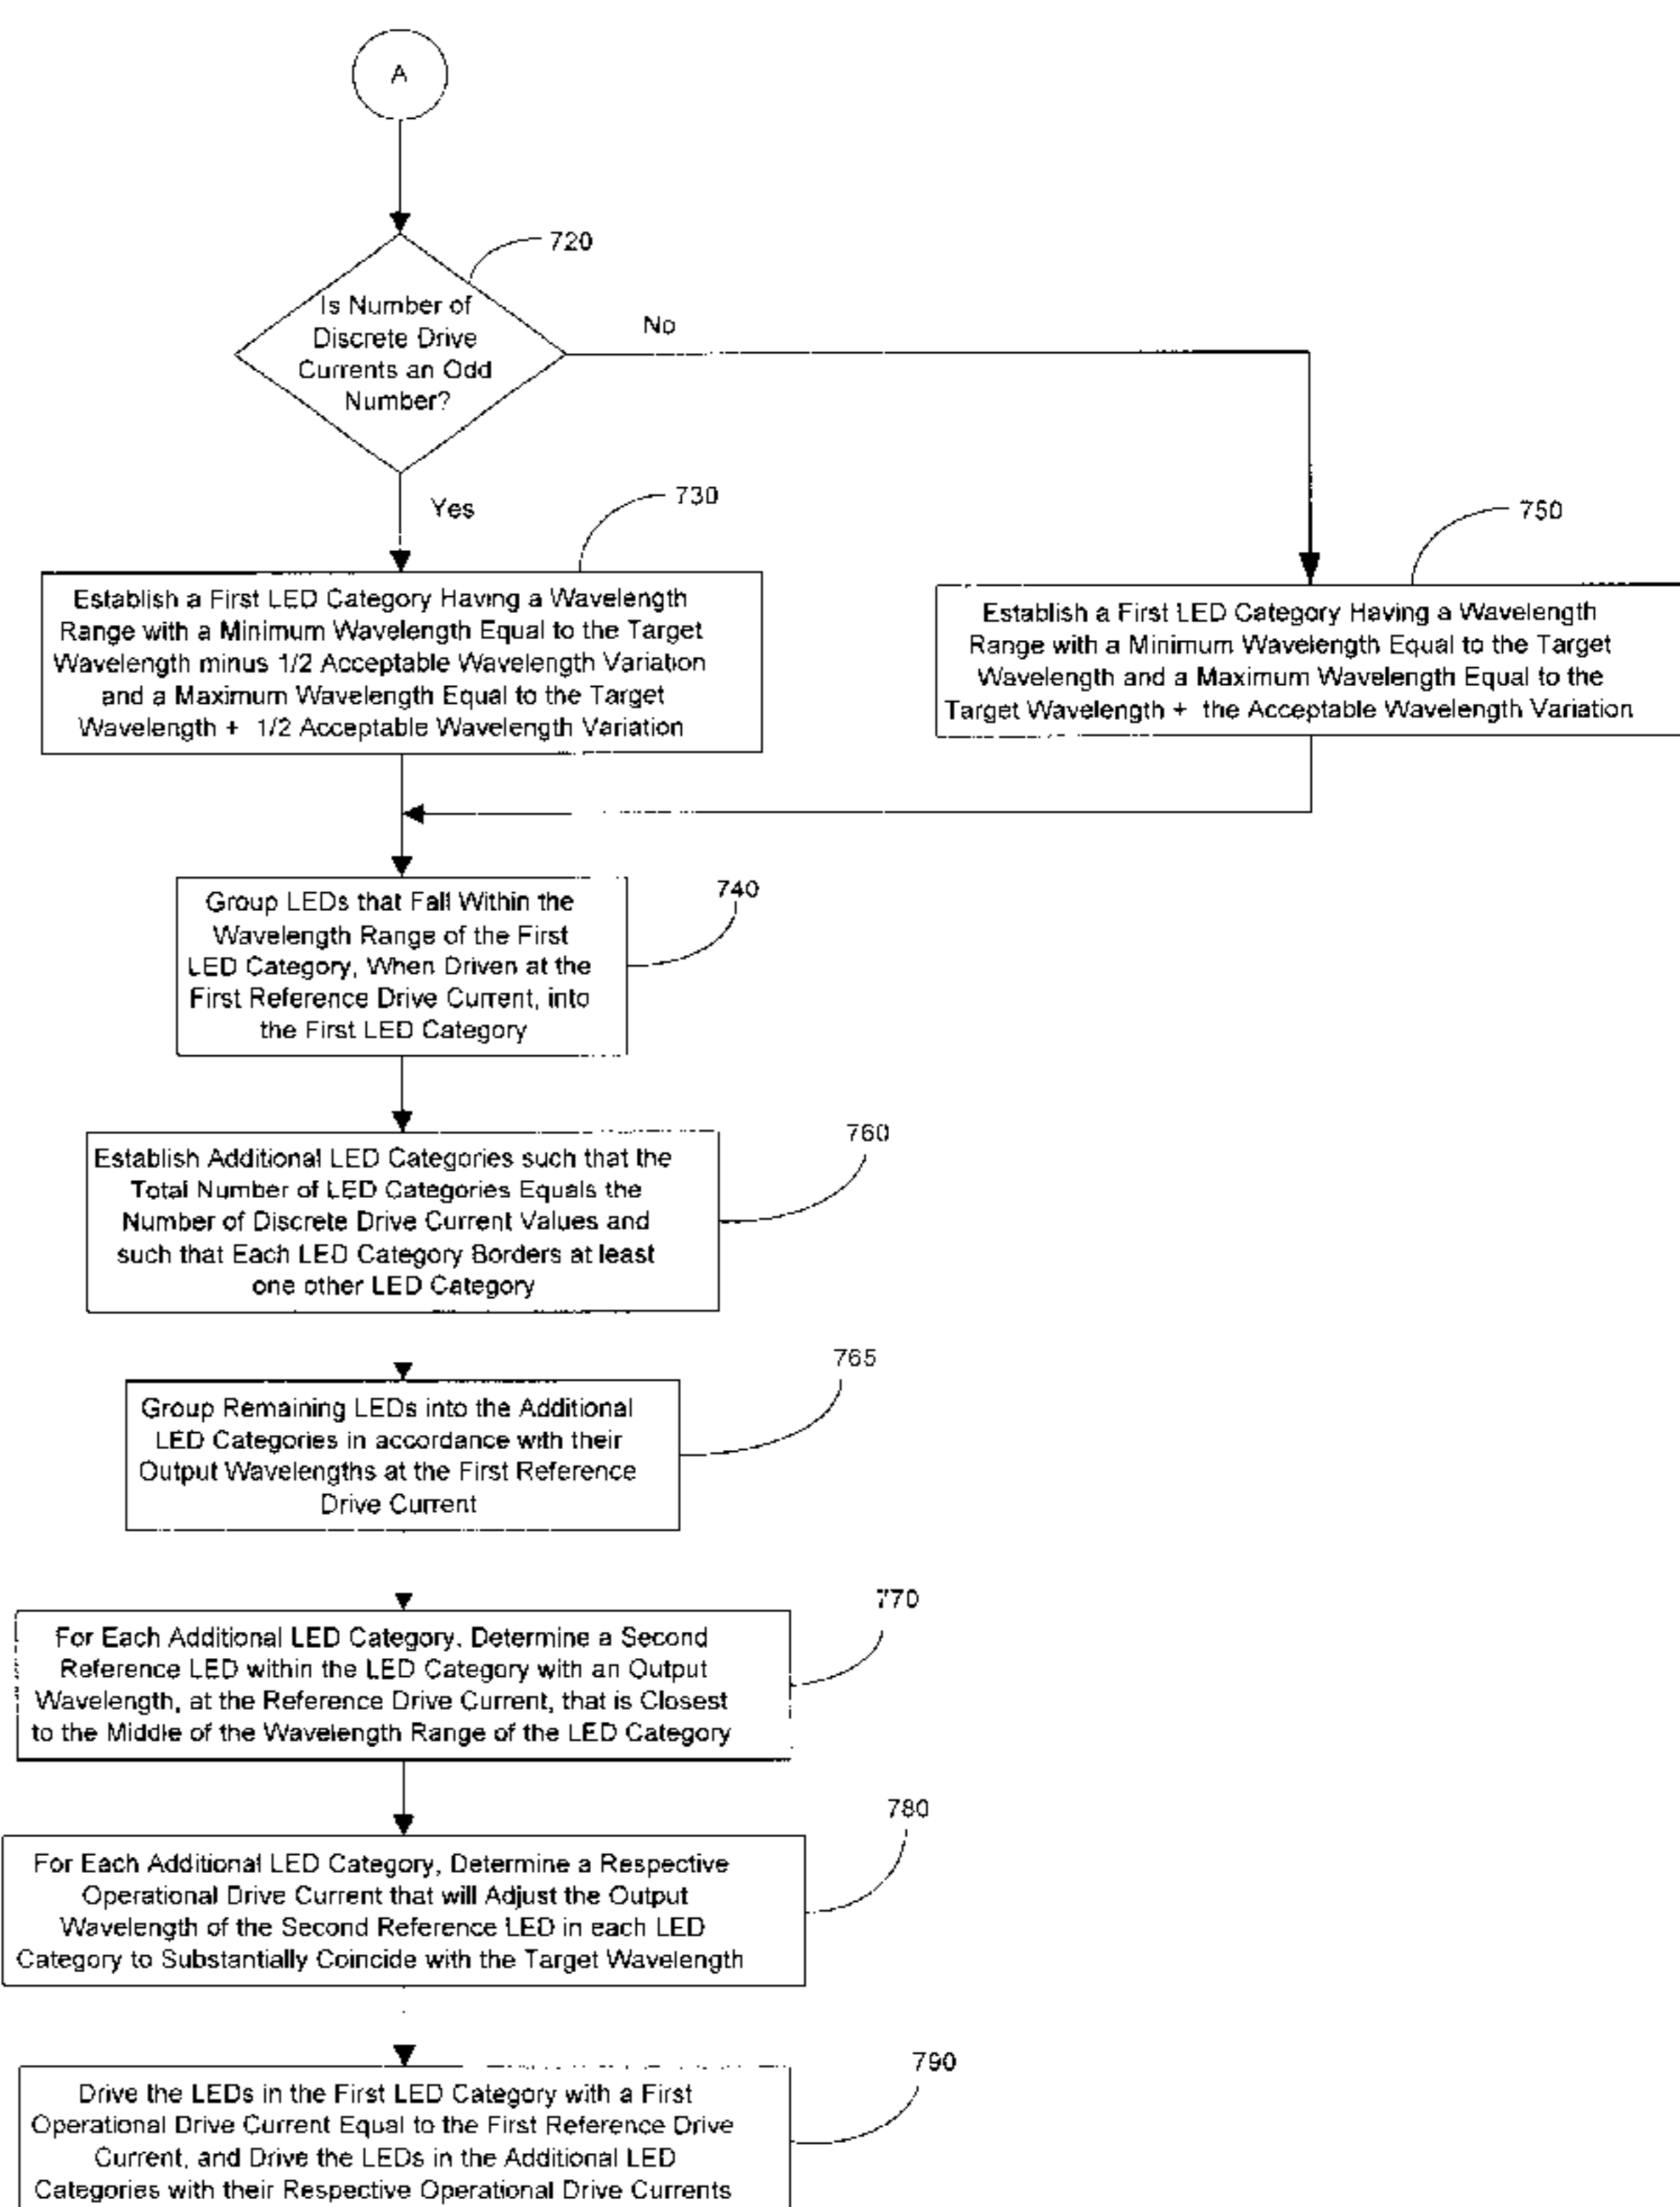 A
720
Is Number of
Discrete Drive
Currents an Odd
Number?
No
Yes
730
750
Establish a First LED Category Having a Wavelength
Range with a Minimum Wavelength Equal to the Target
Wavelength minus 1/2 Acceptable Wavelength Variation
and a Maximum Wavelength Equal to the Target
Wavelength + 1/2 Acceptable Wavelength Variation
Establish a First LED Category Having a Wavelength
Range with a Minimum Wavelength Equal to the Target
Wavelength and a Maximum Wavelength Equal to the
Target Wavelength + the Acceptable Wavelength Variation
740
Group LEDs that Fall Within the
Wavelength Range of the First
LED Category, When Driven at the
First Reference Drive Current, into
the First LED Category
760
Establish Additional LED Categories such that the
Total Number of LED Categories Equals the
Number of Discrete Drive Current Values and
such that Each LED Category Borders at least
one other LED Category
765
Group Remaining LEDs into the Additional
LED Categories in accordance with their
Output Wavelengths at the First Reference
Drive Current
770
For Each Additional LED Category, Determine a Second
Reference LED within the LED Category with an Output
Wavelength, at the Reference Drive Current, that is Closest
to the Middle of the Wavelength Range of the LED Category
780
For Each Additional LED Category, Determine a Respective
Operational Drive Current that will Adjust the Output
Wavelength of the Second Reference LED in each LED
Category to Substantially Coincide with the Target Wavelength
790
Drive the LEDs in the First LED Category with a First
Operational Drive Current Equal to the First Reference Drive
Current, and Drive the LEDs in the Additional LED
Categories with their Respective Operational Drive Currents